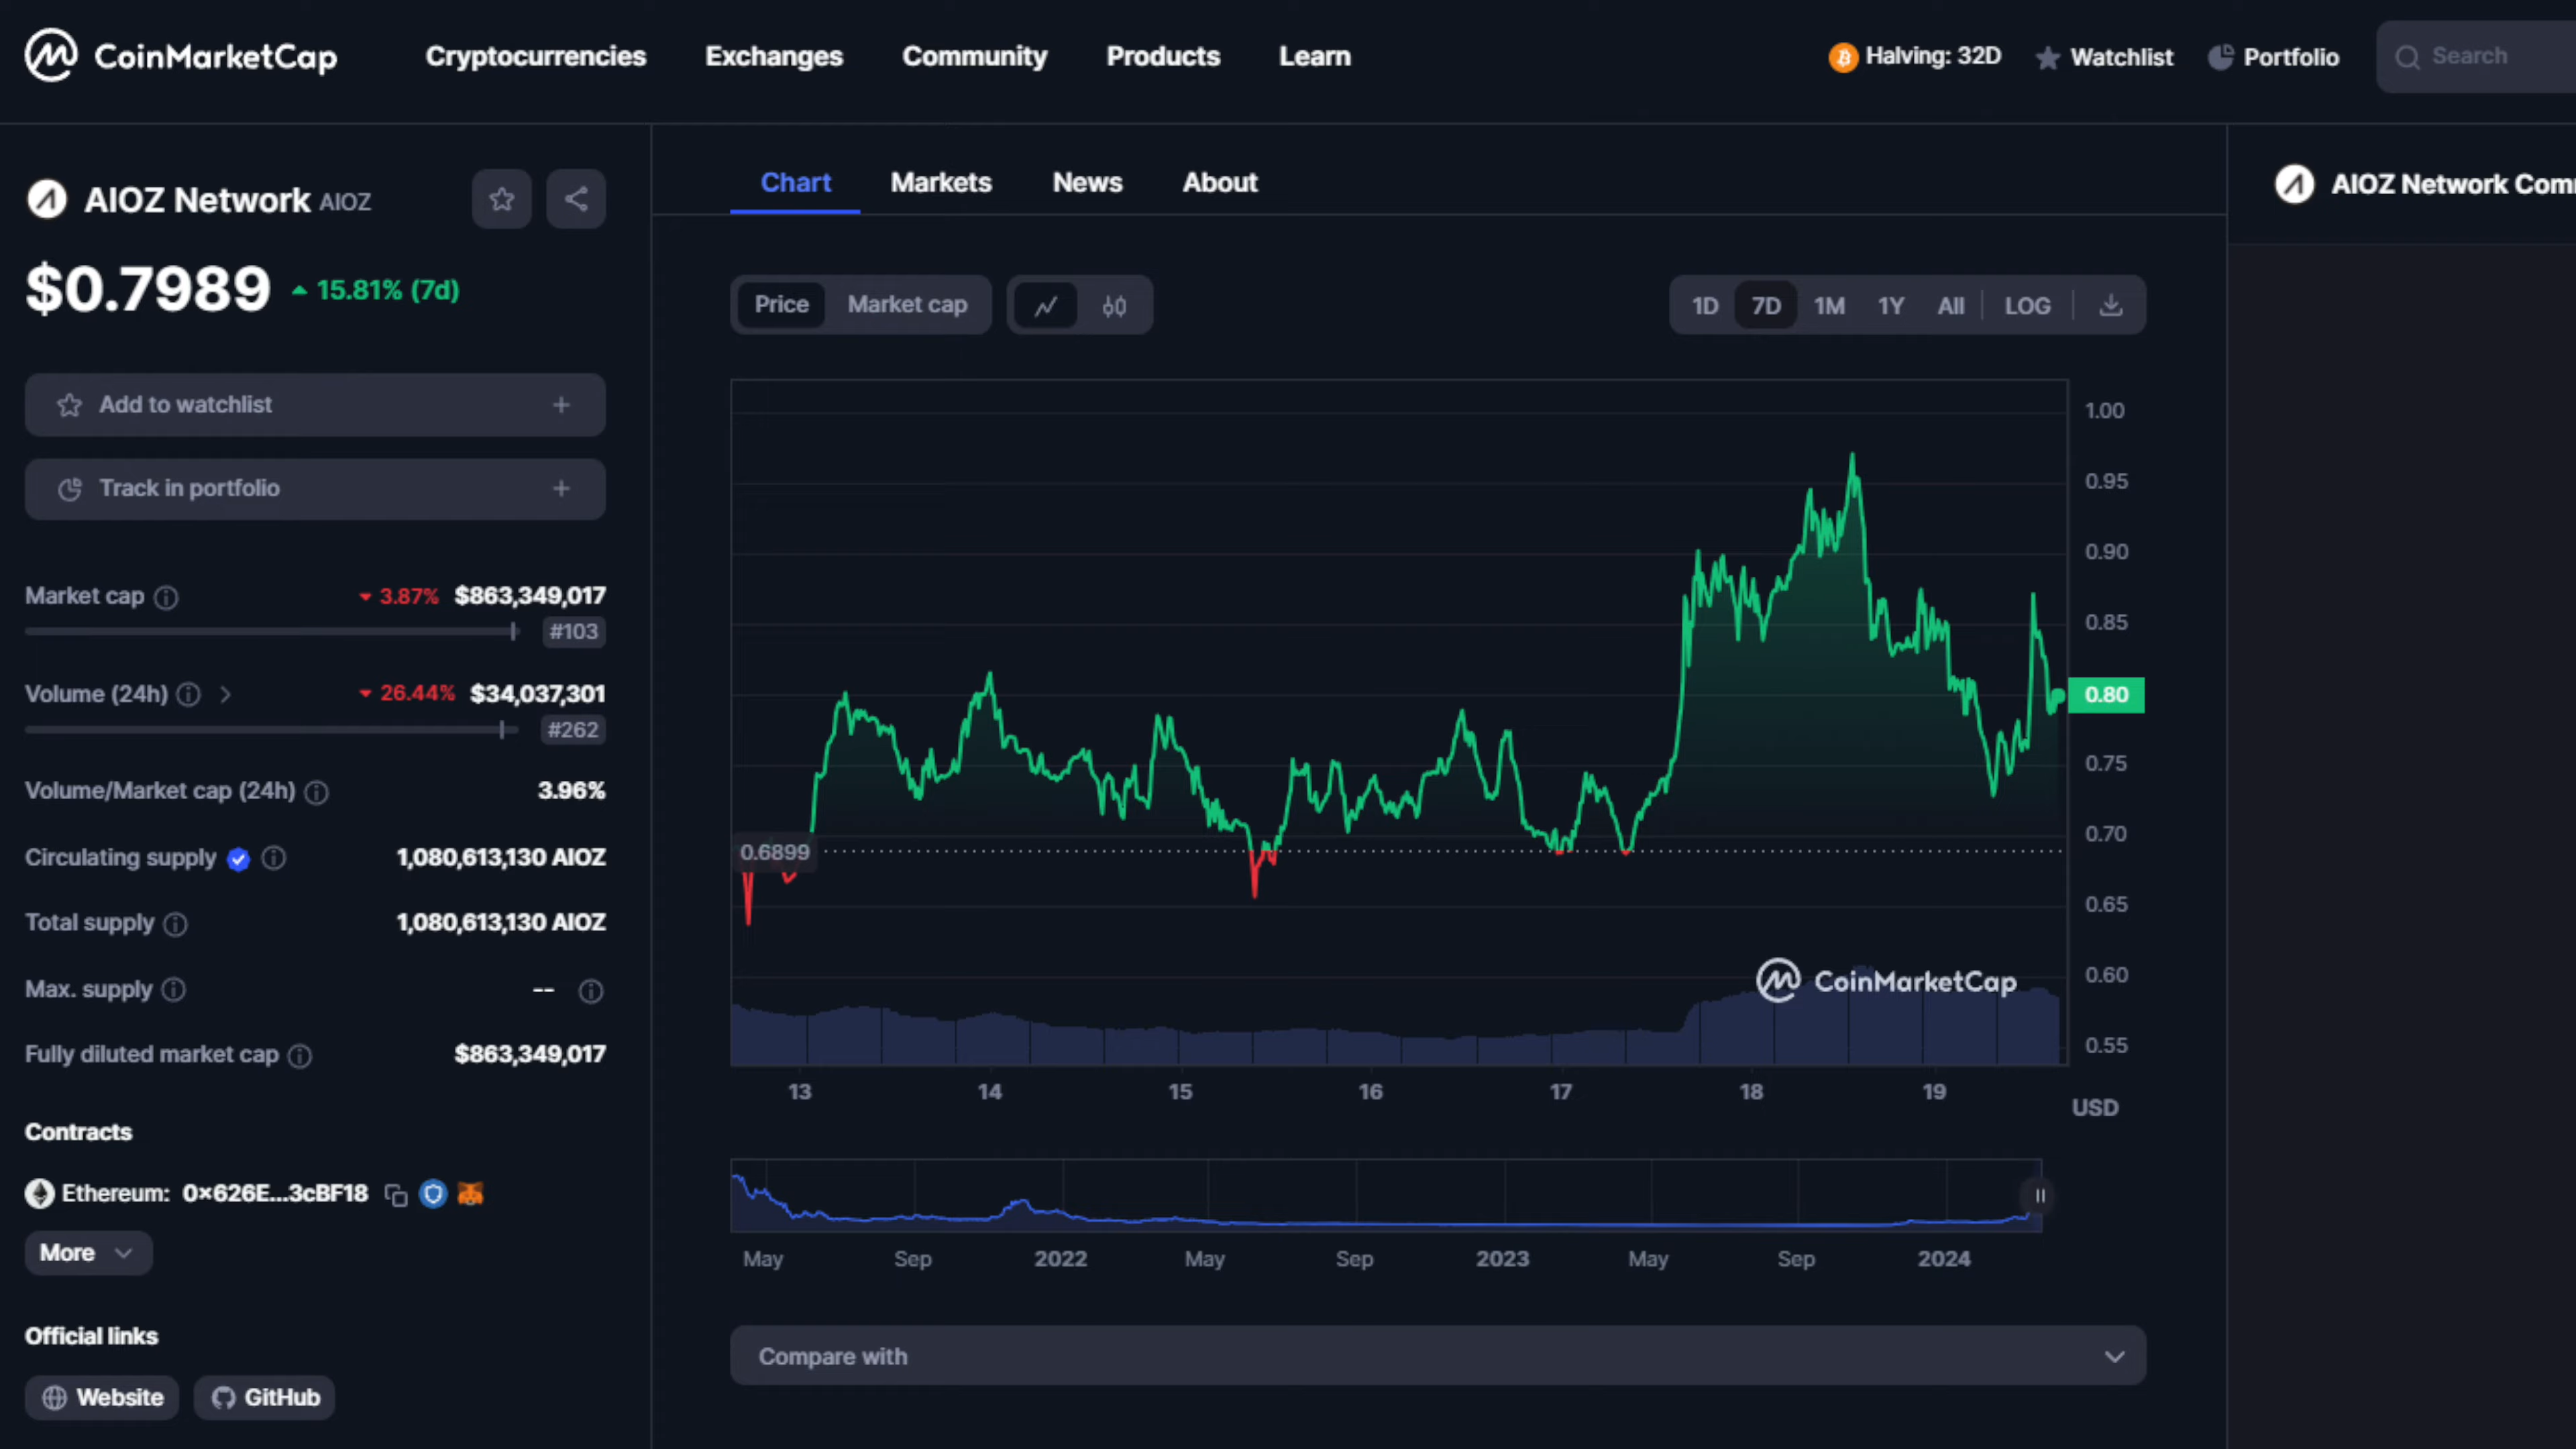 CoinMarketCap Cryptocurrencies Exchanges Community Products Learn Halving: 32D Watchlist Portfolio Search
AIOZ Network AIOZ
$0.7989 15.81% (7d)
Add to watchlist
Track in portfolio
Market cap 3.87% $863,349,017
#103
Volume (24h) 26.44% $34,037,301
#262
Volume/Market cap (24h) 3.96%
Circulating supply 1,080,613,130 AIOZ
Total supply 1,080,613,130 AIOZ
Max. supply --
Fully diluted market cap $863,349,017
Contracts
Ethereum: 0x626E...3cBF18
More
Official links
Website GitHub
Chart Markets News About
Price Market cap 1D 7D 1M 1Y All LOG
1.00
0.95
0.90
0.85
0.80
0.75
0.70
0.6899
0.65
0.60
0.55
CoinMarketCap
13 14 15 16 17 18 19
USD
May Sep 2022 May Sep 2023 May Sep 2024
Compare with
AIOZ Network Com